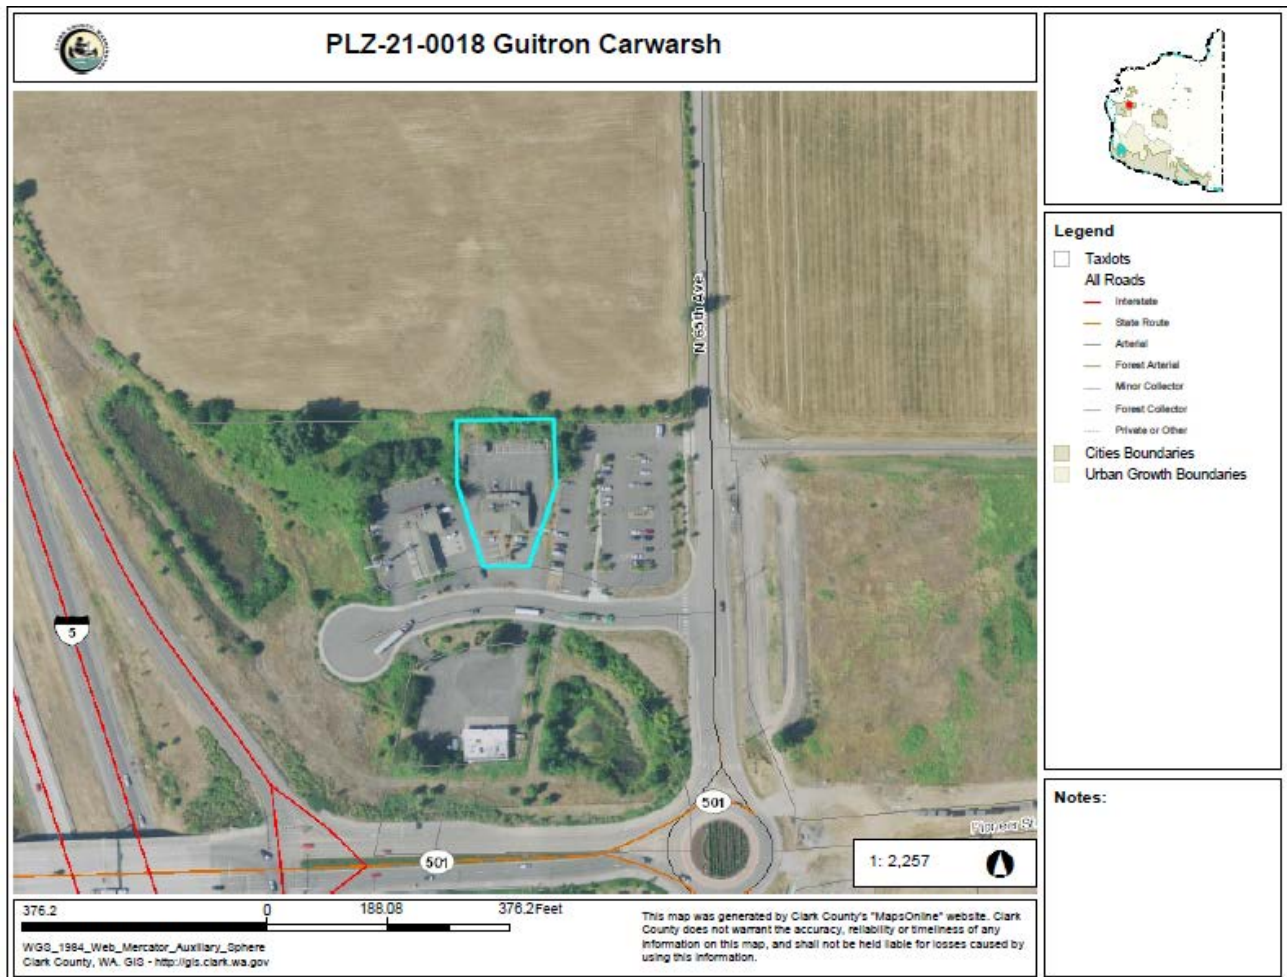 PLZ-21-0018 Guitron Carwarsh
N 65th Ave
5
501
501
1: 2,257
Legend
Taxlots
All Roads
Interstate
State Route
Arterial
Forest Arterial
Minor Collector
Forest Collector
Private or Other
Cities Boundaries
Urban Growth Boundaries
Notes:
376.2 0 188.08 376.2Feet
WGS_1984_Web_Mercator_Auxiliary_Sphere
Clark County, WA. GIS - http://gis.clark.wa.gov
This map was generated by Clark County's "MapsOnline" website. Clark
County does not warrant the accuracy, reliability or timeliness of any
information on this map, and shall not be held liable for losses caused by
using this information.